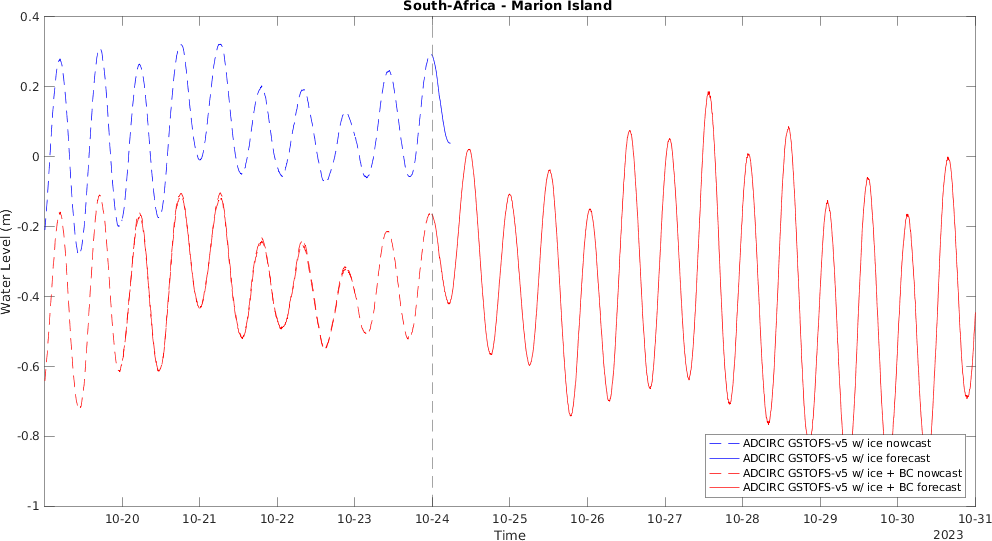 South-Africa - Marion Island
0.4
0.2
0
-0.2
-0.4
-0.6
-0.8
-1
Water Level (m)
ADCIRC GSTOFS-v5 w/ ice nowcast
ADCIRC GSTOFS-v5 w/ ice forecast
ADCIRC GSTOFS-v5 w/ ice + BC nowcast
ADCIRC GSTOFS-v5 w/ ice + BC forecast
10-20 10-21 10-22 10-23 10-24 10-25 10-26 10-27 10-28 10-29 10-30 10-31
Time
2023